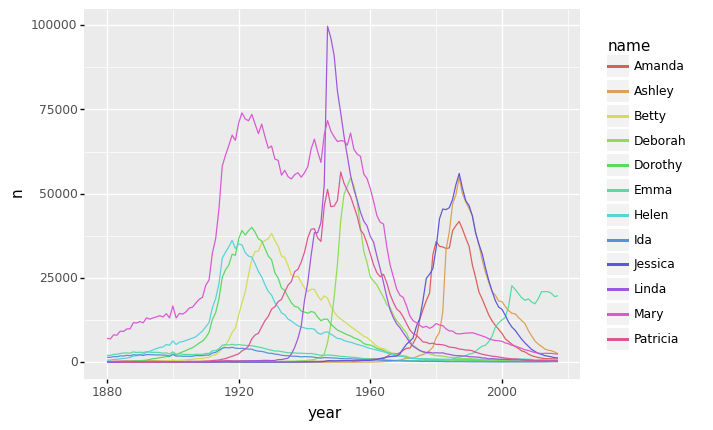 100000
75000
50000
25000
0
n
1880
1920
1960
2000
year
name
Amanda
Ashley
Betty
Deborah
Dorothy
Emma
Helen
Ida
Jessica
Linda
Mary
Patricia